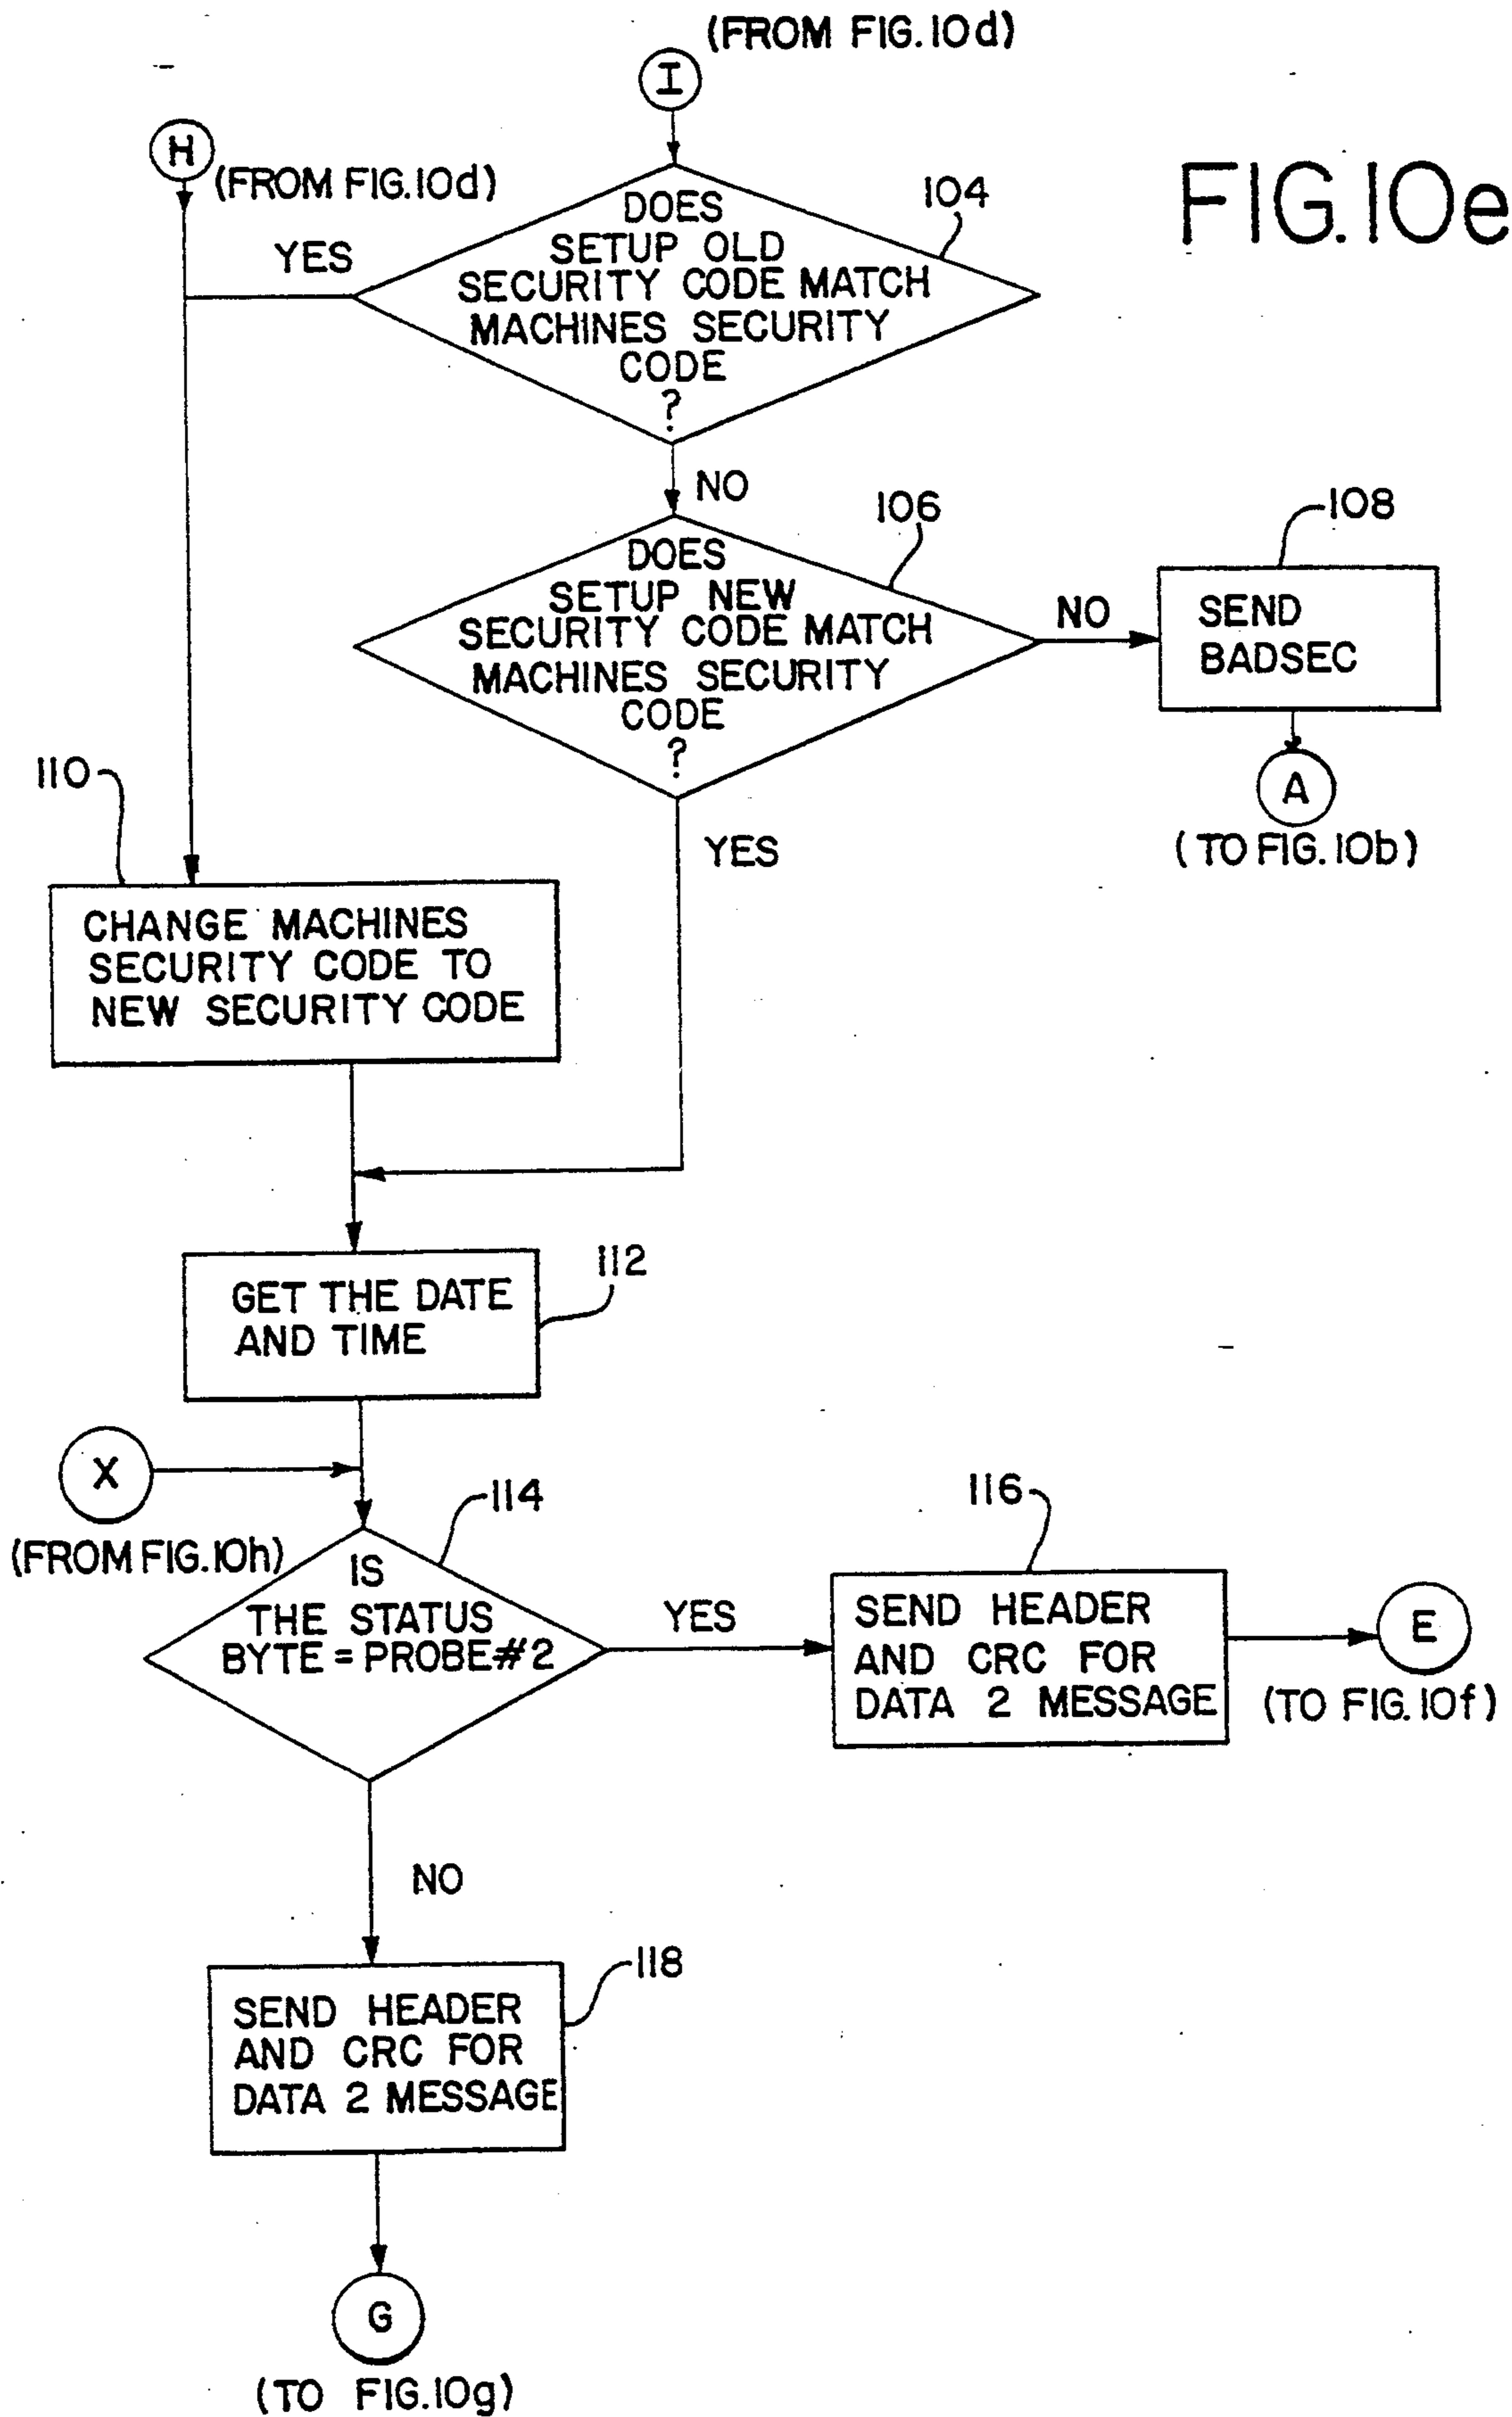 (FROM FIG.10d)
I
H
(FROM FIG.10d)
FIG.10e
104
DOES
SETUP OLD
SECURITY CODE MATCH
MACHINES SECURITY
CODE
?
YES
NO
106
DOES
SETUP NEW
SECURITY CODE MATCH
MACHINES SECURITY
CODE
?
NO
108
SEND
BADSEC
A
(TO FIG.10b)
YES
110
CHANGE MACHINES
SECURITY CODE TO
NEW SECURITY CODE
112
GET THE DATE
AND TIME
X
(FROM FIG.10h)
114
IS
THE STATUS
BYTE = PROBE#2
YES
116
SEND HEADER
AND CRC FOR
DATA 2 MESSAGE
E
(TO FIG.10f)
NO
118
SEND HEADER
AND CRC FOR
DATA 2 MESSAGE
G
(TO FIG.10g)